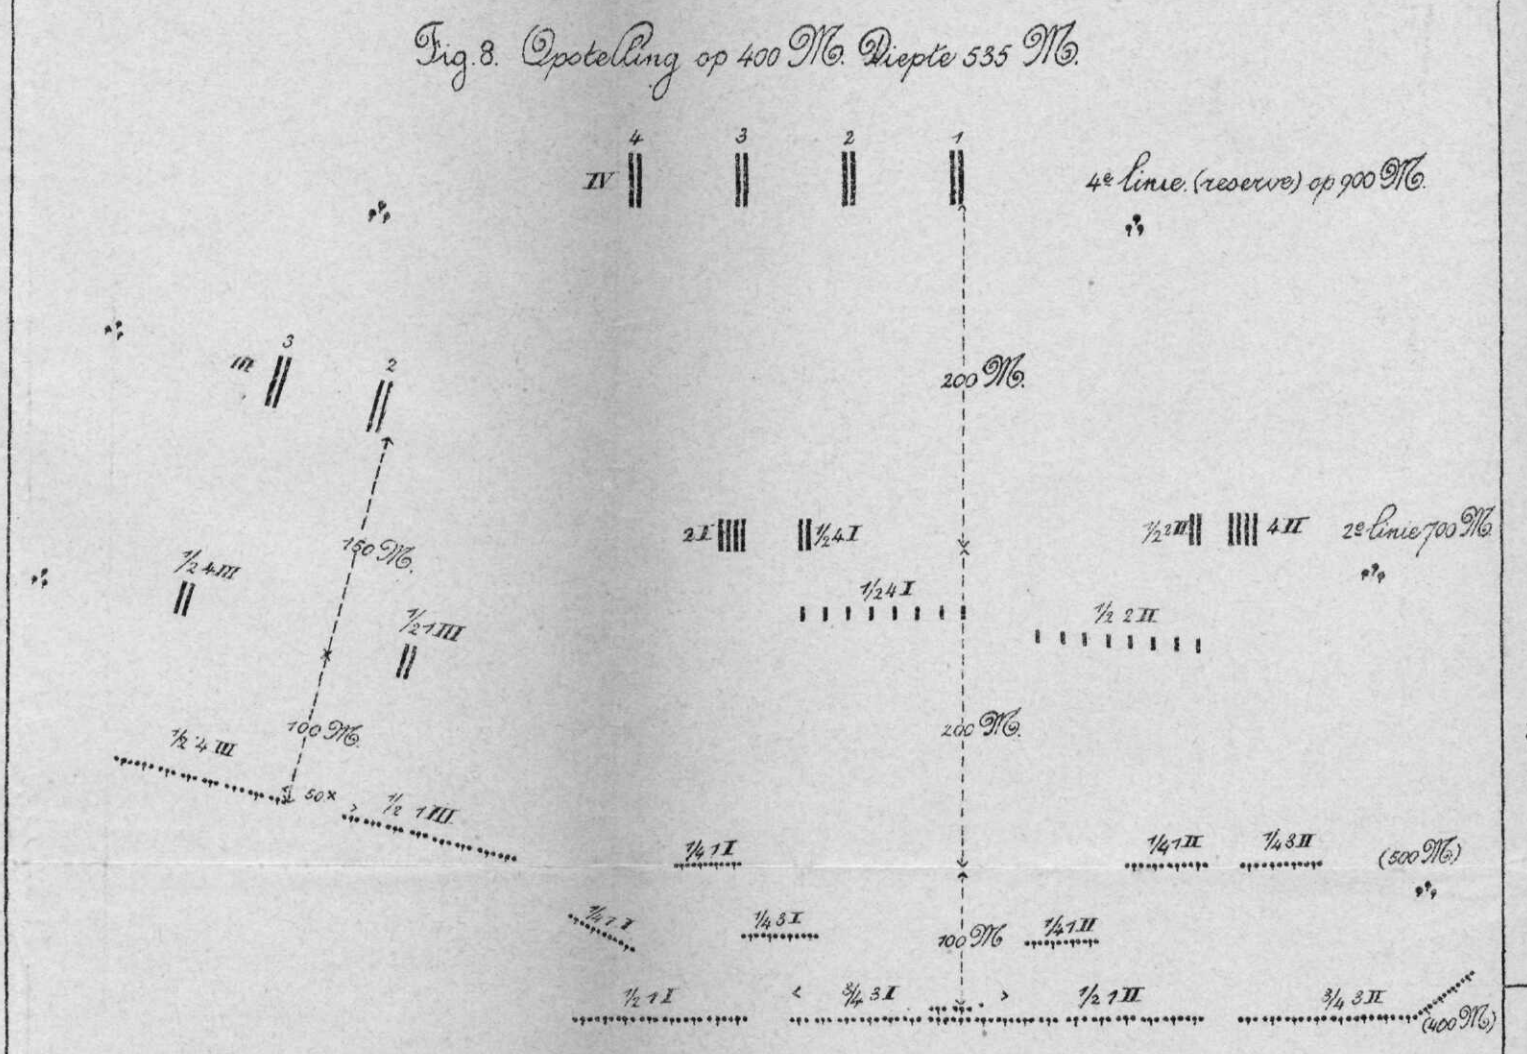 Fig. 8. Opstelling op 400 M. Diepte 535 M.
4 3 2 1
IV
4e linie. (reserve) op 900 M.
3
III
2
200 M.
2 I
1/2 4 I
1/2 2 II
4 II
2e linie 700 M.
150 M.
1/2 4 III
1/2 4 I
1/2 2 II
1/2 1 III
100 M.
200 M.
1/2 4 III
50 x
1/2 1 III
1/4 1 I
1/4 1 II
1/4 3 II
(500 M.)
1/4 1 I
1/4 3 I
100 M
1/4 1 II
1/2 1 I
< 3/4 3 I >
1/2 1 II
3/4 3 II
(400 M.)